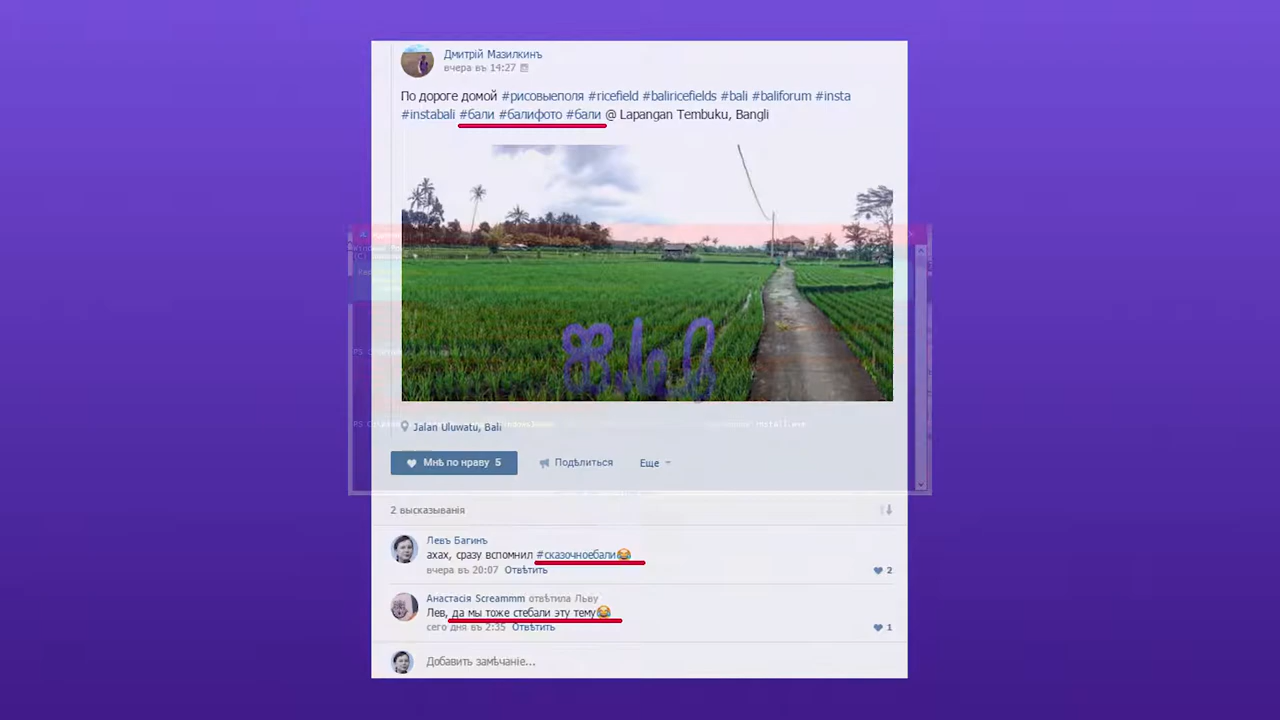 Дмитрій Мазилкинъ
вчера въ 14:27
По дороге домой #рисовыеполя #ricefield #baliricefields #bali #baliforum #insta
#instabali #бали #балифото #бали @ Lapangan Tembuku, Bangli
Jalan Uluwatu, Bali
Мнѣ по нраву 5
Подѣлиться
Еще
2 высказыванія
Левъ Багинъ
ахах, сразу вспомнил #сказочноебали😂
вчера въ 20:07 Отвѣтить
2
Анастасія Screammm отвѣтила Льву
Лев, да мы тоже стебали эту тему😂
сего дня въ 2:35 Отвѣтить
1
Добавить замѣчаніе...